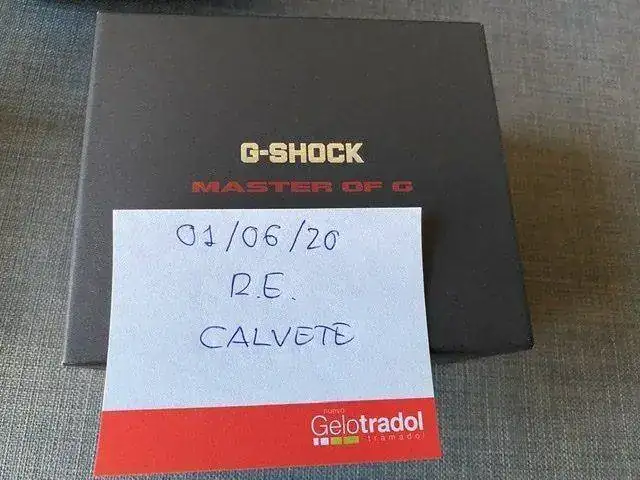 G-SHOCK
MASTER OF G
01/06/20
R.E.
CALVETE
nuevo
Gelotradol
tramadol